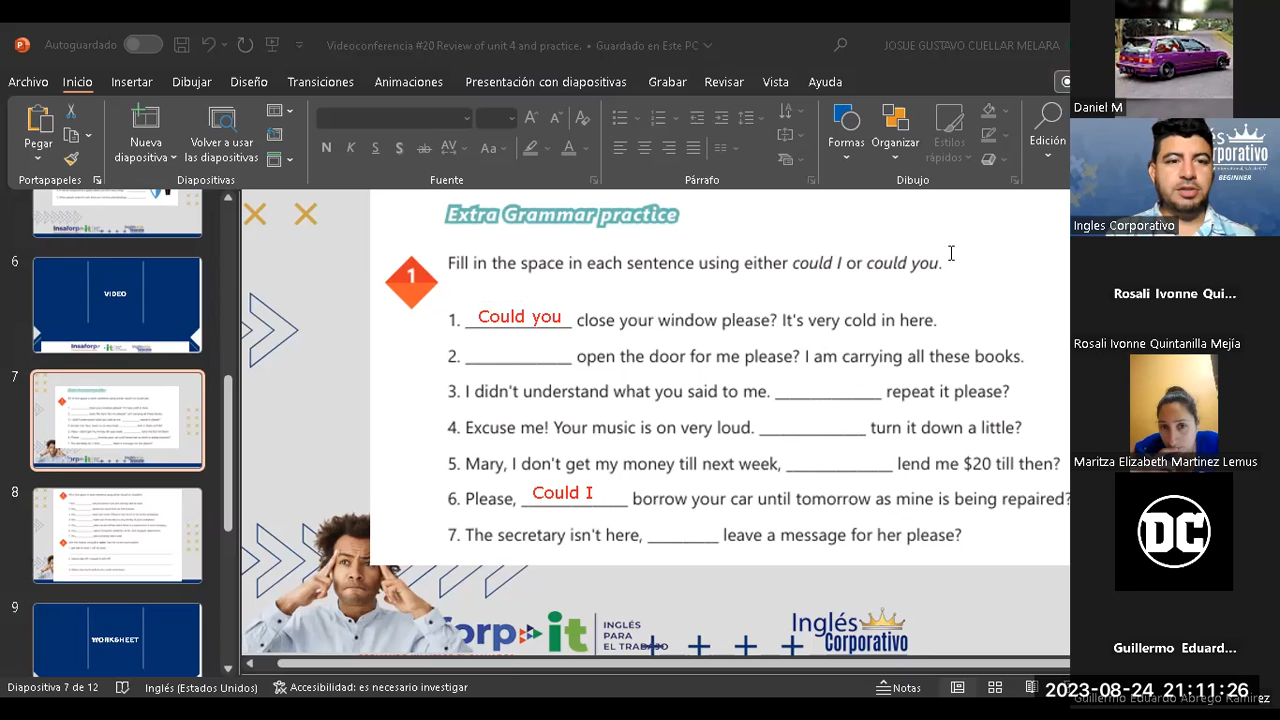 Autoguardado
Videoconferencia #20 Review unit 4 and practice. • Guardado en Este PC
GUSTAVO CUELLAR MELARA
Archivo Inicio Insertar Dibujar Diseño Transiciones Animaciones Presentación con diapositivas Grabar Revisar Vista Ayuda
Pegar
Nueva diapositiva
Volver a usar las diapositivas
Formas
Organizar
Estilos rápidos
Edición
Portapapeles
Fuente
Párrafo
Dibujo
6
VIDEO
7
9
WORKSHEET
Extra Grammar practice
1
Fill in the space in each sentence using either could I or could you.
1. Could you close your window please? It's very cold in here.
2. ____________ open the door for me please? I am carrying all these books.
3. I didn't understand what you said to me. ____________ repeat it please?
4. Excuse me! Your music is on very loud. ____________ turn it down a little?
5. Mary, I don't get my money till next week, ____________ lend me $20 till then?
6. Please, Could I borrow your car until tomorrow as mine is being repaired?
7. The secretary isn't here, ________ leave a message for her please?
INGLÉS
PARA
EL TRABAJO
Inglés
Corporativo
Diapositiva 7 de 12
Inglés (Estados Unidos)
Accesibilidad: es necesario investigar
Notas
Daniel M
BEGINNER
Ingles Corporativo
Rosali Ivonne Qui...
Rosali Ivonne Quintanilla Mejía
Maritza Elizabeth Martinez Lemus
DC
Guillermo Eduard...
2023-08-24 21:11:26
Guillermo Eduardo Abrego Ramirez